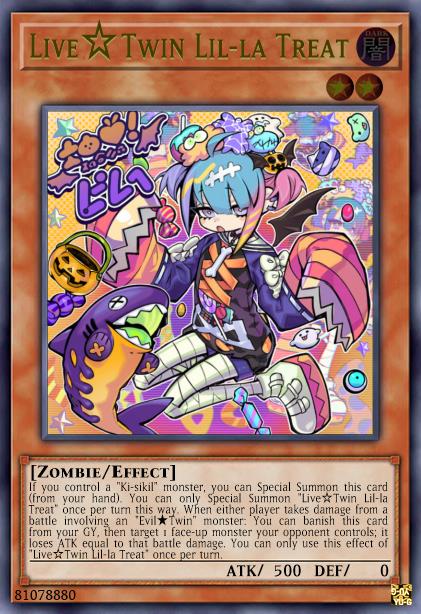 Live☆Twin Lil-la Treat
DARK
闇
[Zombie/Effect]
If you control a "Ki-sikil" monster, you can Special Summon this card
(from your hand). You can only Special Summon "Live☆Twin Lil-la
Treat" once per turn this way. When either player takes damage from a
battle involving an "Evil★Twin" monster: You can banish this card
from your GY, then target 1 face-up monster your opponent controls; it
loses ATK equal to that battle damage. You can only use this effect of
"Live☆Twin Lil-la Treat" once per turn.
ATK/ 500 DEF/ 0
81078880